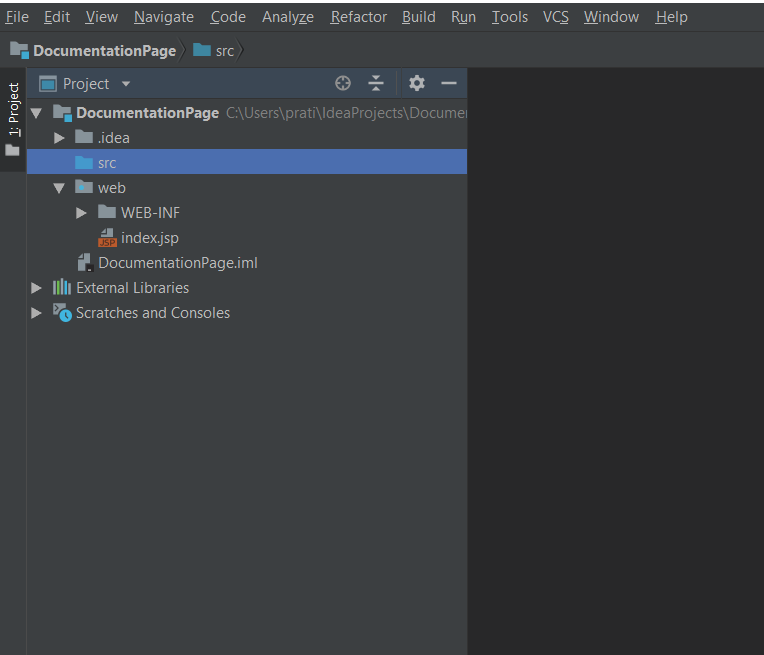 File Edit View Navigate Code Analyze Refactor Build Run Tools VCS Window Help
DocumentationPage src
1: Project
Project
DocumentationPage C:\Users\prati\IdeaProjects\Documen
.idea
src
web
WEB-INF
index.jsp
DocumentationPage.iml
External Libraries
Scratches and Consoles